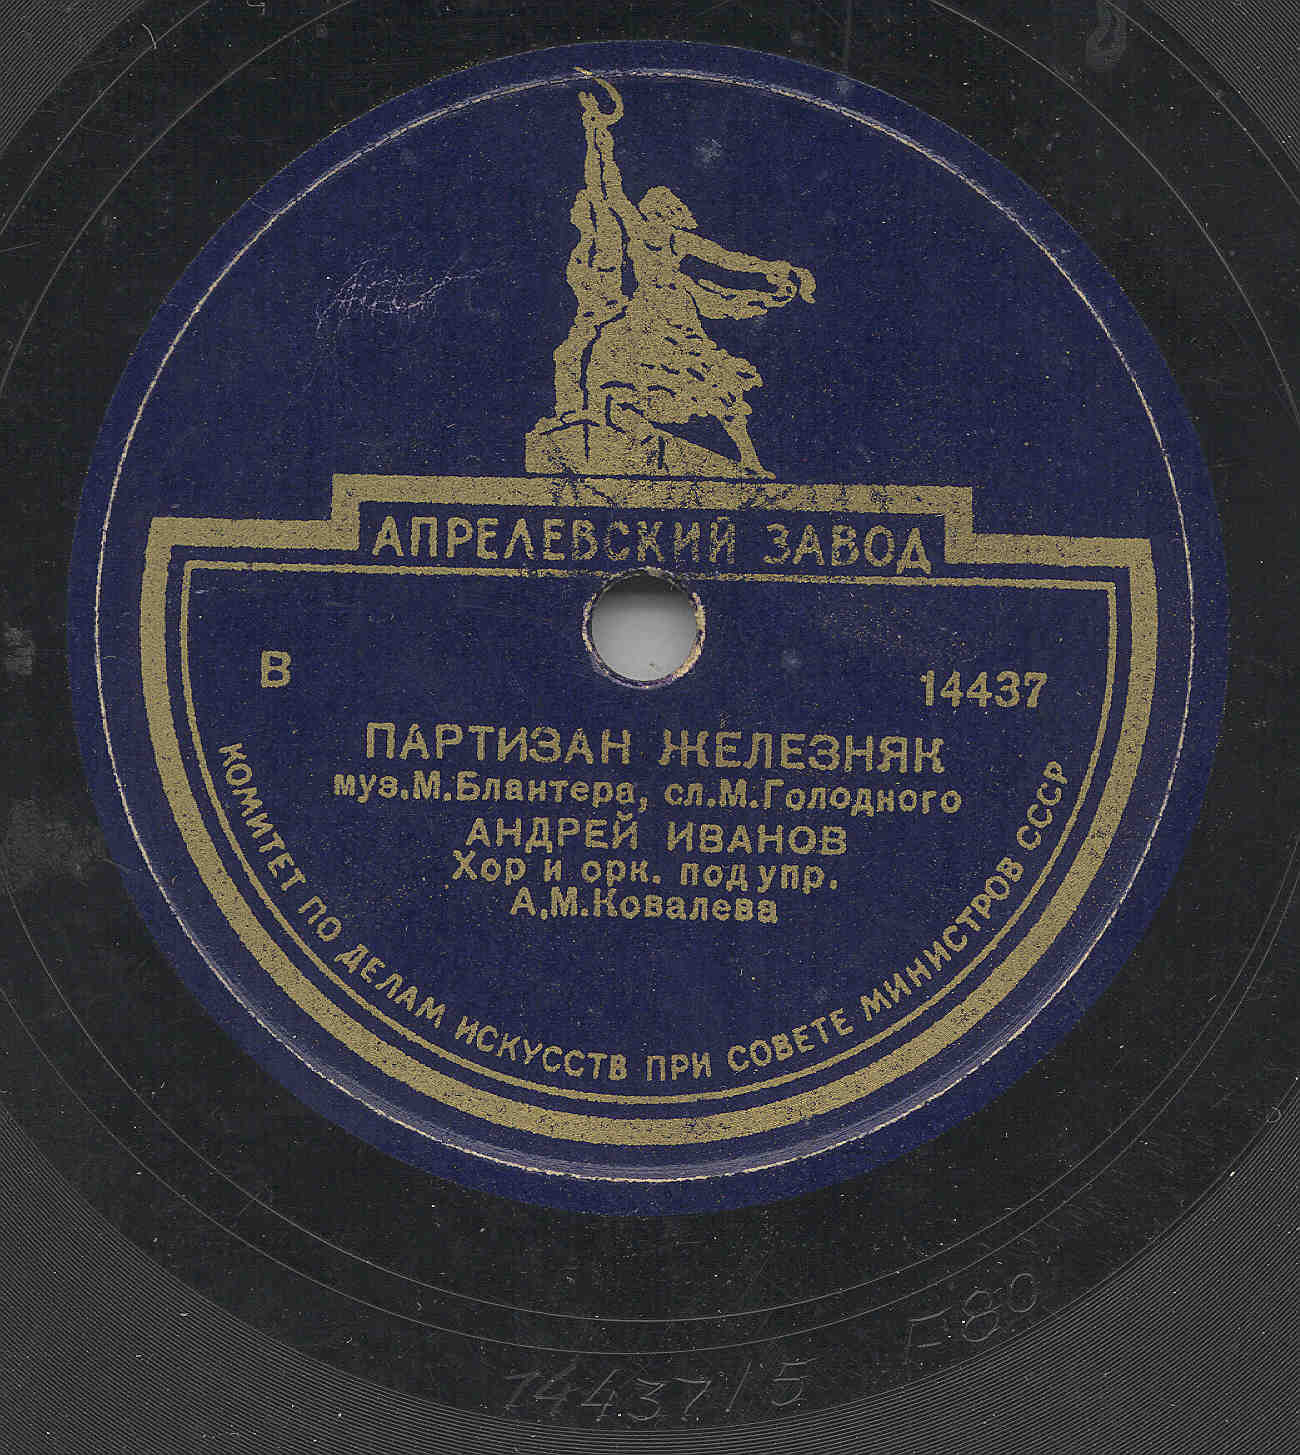 АПРЕЛЕВСКИЙ ЗАВОД
В
14437
ПАРТИЗАН ЖЕЛЕЗНЯК
муз.М.Блантера, сл.М.Голодного
АНДРЕЙ ИВАНОВ
Хор и орк. под упр.
А.М.Ковалева
КОМИТЕТ ПО ДЕЛАМ ИСКУССТВ ПРИ СОВЕТЕ МИНИСТРОВ СССР
14437/5
Е80